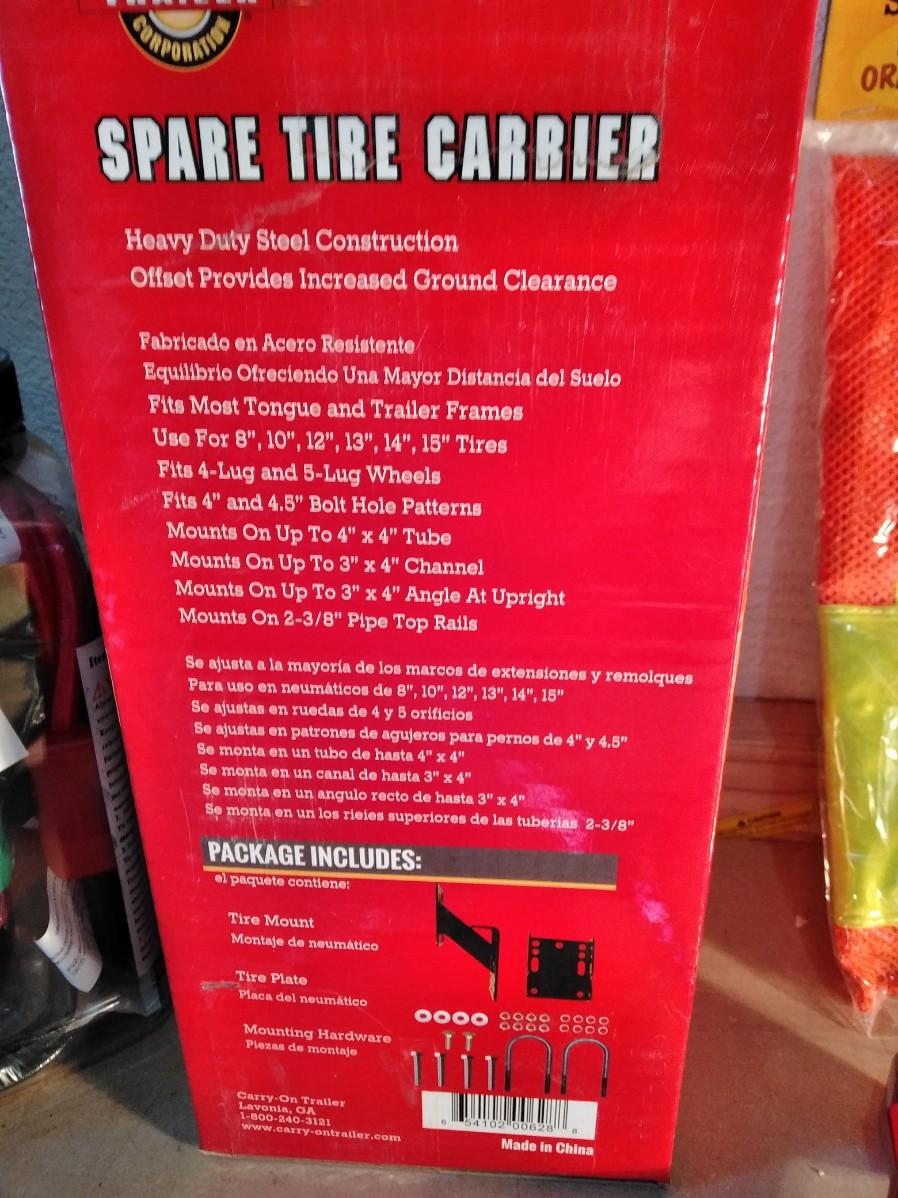 TRAILER
CORPORATION
SPARE TIRE CARRIER
Heavy Duty Steel Construction
Offset Provides Increased Ground Clearance
Fabricado en Acero Resistente
Equilibrio Ofreciendo Una Mayor Distancia del Suelo
Fits Most Tongue and Trailer Frames
Use For 8", 10", 12", 13", 14", 15" Tires
Fits 4-Lug and 5-Lug Wheels
Fits 4" and 4.5" Bolt Hole Patterns
Mounts On Up To 4" x 4" Tube
Mounts On Up To 3" x 4" Channel
Mounts On Up To 3" x 4" Angle At Upright
Mounts On 2-3/8" Pipe Top Rails
Se ajusta a la mayoría de los marcos de extensiones y remolques
Para uso en neumáticos de 8", 10", 12", 13", 14", 15"
Se ajustas en ruedas de 4 y 5 orificios
Se ajustas en patrones de agujeros para pernos de 4" y 4.5"
Se monta en un tubo de hasta 4" x 4"
Se monta en un canal de hasta 3" x 4"
Se monta en un angulo recto de hasta 3" x 4"
Se monta en un los rieies superiores de las tuberias 2-3/8"
PACKAGE INCLUDES:
el paquete contiene:
Tire Mount
Montaje de neumático
Tire Plate
Placa del neumático
Mounting Hardware
Piezas de montaje
Carry-On Trailer
Lavonia, GA
1-800-240-3121
www.carry-ontrailer.com
6 54102 00628 8
Made in China